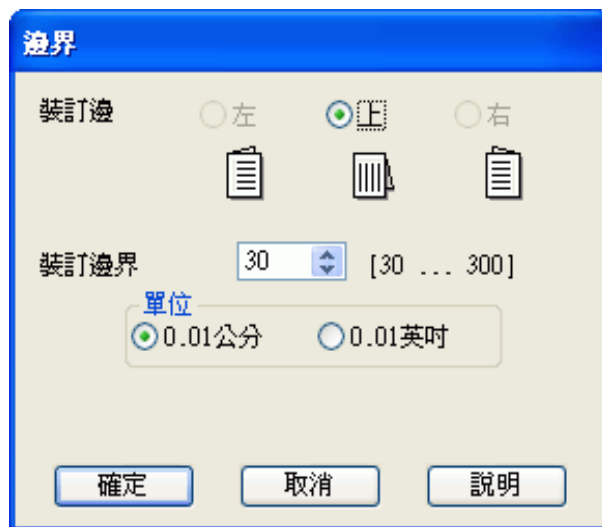 邊界
裝訂邊 左 上 右
裝訂邊界 30 [30 ... 300]
單位
0.01公分 0.01英吋
確定 取消 說明